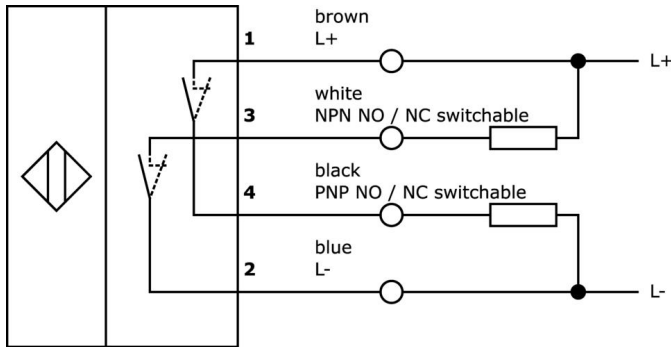 brown
1 L+
L+
white
3 NPN NO / NC switchable
black
4 PNP NO / NC switchable
blue
2 L-
L-